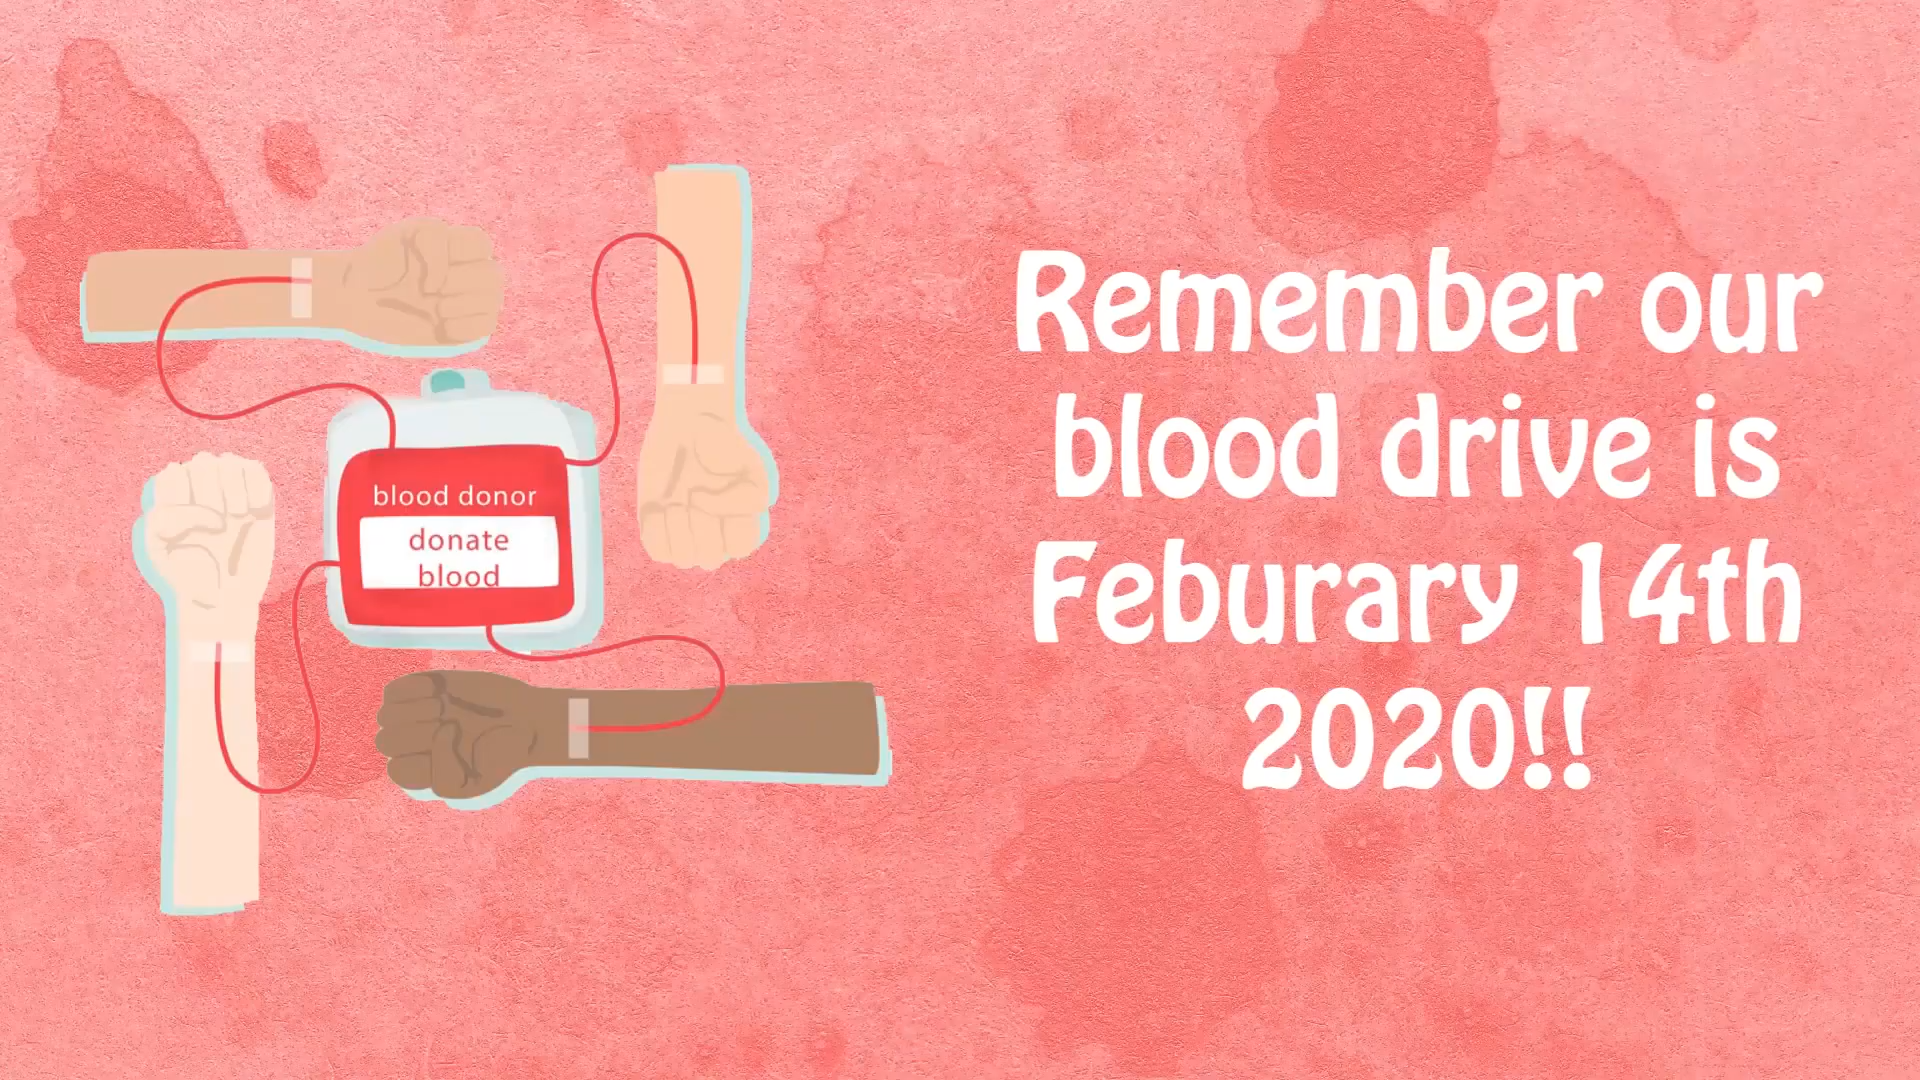 blood donor
donate
blood
Remember our
blood drive is
Feburary 14th
2020!!